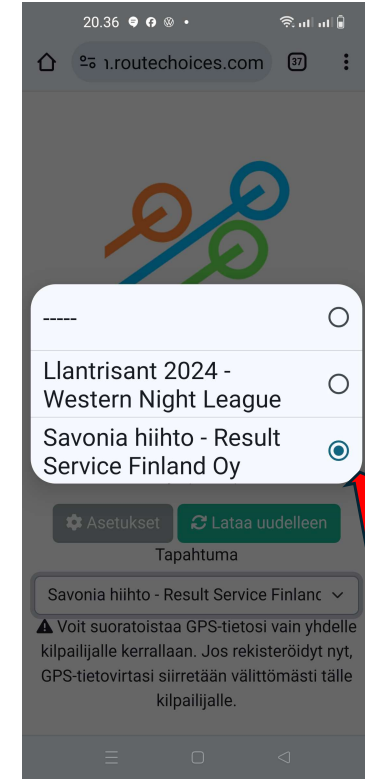 20.36
ı.routechoices.com
37
-----
Llantrisant 2024 -
Western Night League
Savonia hiihto - Result
Service Finland Oy
Asetukset
Lataa uudelleen
Tapahtuma
Savonia hiihto - Result Service Finlanc
Voit suoratoistaa GPS-tietosi vain yhdelle
kilpailijalle kerrallaan. Jos rekisteröidyt nyt,
GPS-tietovirtasi siirretään välittömästi tälle
kilpailijalle.